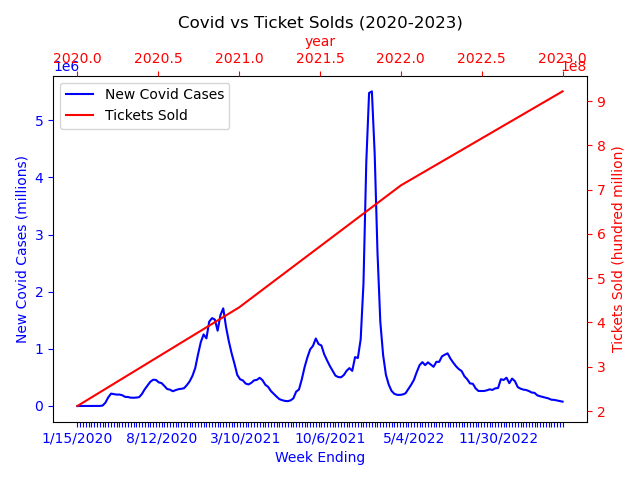 Covid vs Ticket Solds (2020-2023)
year
2020.0 2020.5 2021.0 2021.5 2022.0 2022.5 2023.0
1e6 1e8
New Covid Cases
Tickets Sold
5
4
3
2
1
0
New Covid Cases (millions)
9
8
7
6
5
4
3
2
Tickets Sold (hundred million)
1/15/2020 8/12/2020 3/10/2021 10/6/2021 5/4/2022 11/30/2022
Week Ending